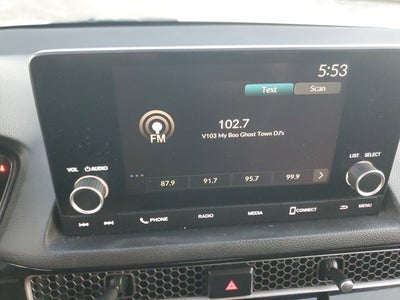 5:53
Text Scan
102.7
FM
V103 My Boo Ghost Town DJ's
VOL AUDIO
LIST SELECT
87.9 91.7 95.7 99.9
PHONE RADIO MEDIA CONNECT MENU